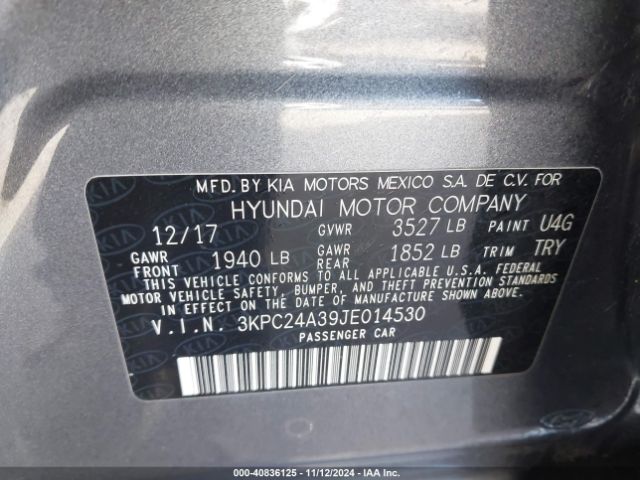 MFD. BY KIA MOTORS MEXICO S.A. DE C.V. FOR
HYUNDAI MOTOR COMPANY
12/17 GVWR 3527 LB PAINT U4G
GAWR FRONT 1940 LB GAWR REAR 1852 LB TRIM TRY
THIS VEHICLE CONFORMS TO ALL APPLICABLE U.S.A. FEDERAL
MOTOR VEHICLE SAFETY, BUMPER, AND THEFT PREVENTION STANDARDS
IN EFFECT ON THE DATE OF MANUFACTURE SHOWN ABOVE.
V.I.N. 3KPC24A39JE014530
PASSENGER CAR
000-40836125 - 11/12/2024 - IAA Inc.